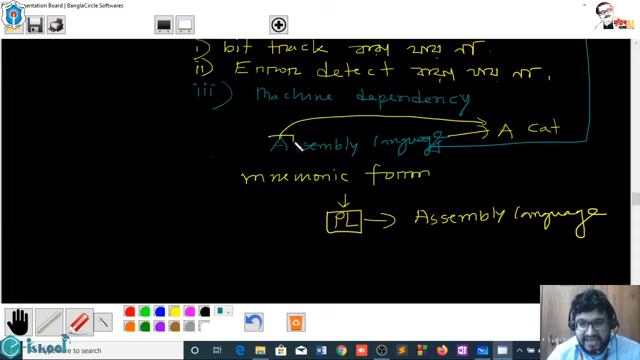 esentation Board | BanglaCircle Softwares
i) bit track করা যায় না.
ii) Error detect করা যায় না.
iii) Machine dependency
Assembly language → A Cat
mnemonic form
PL → Assembly language
e-iskool
Type here to search